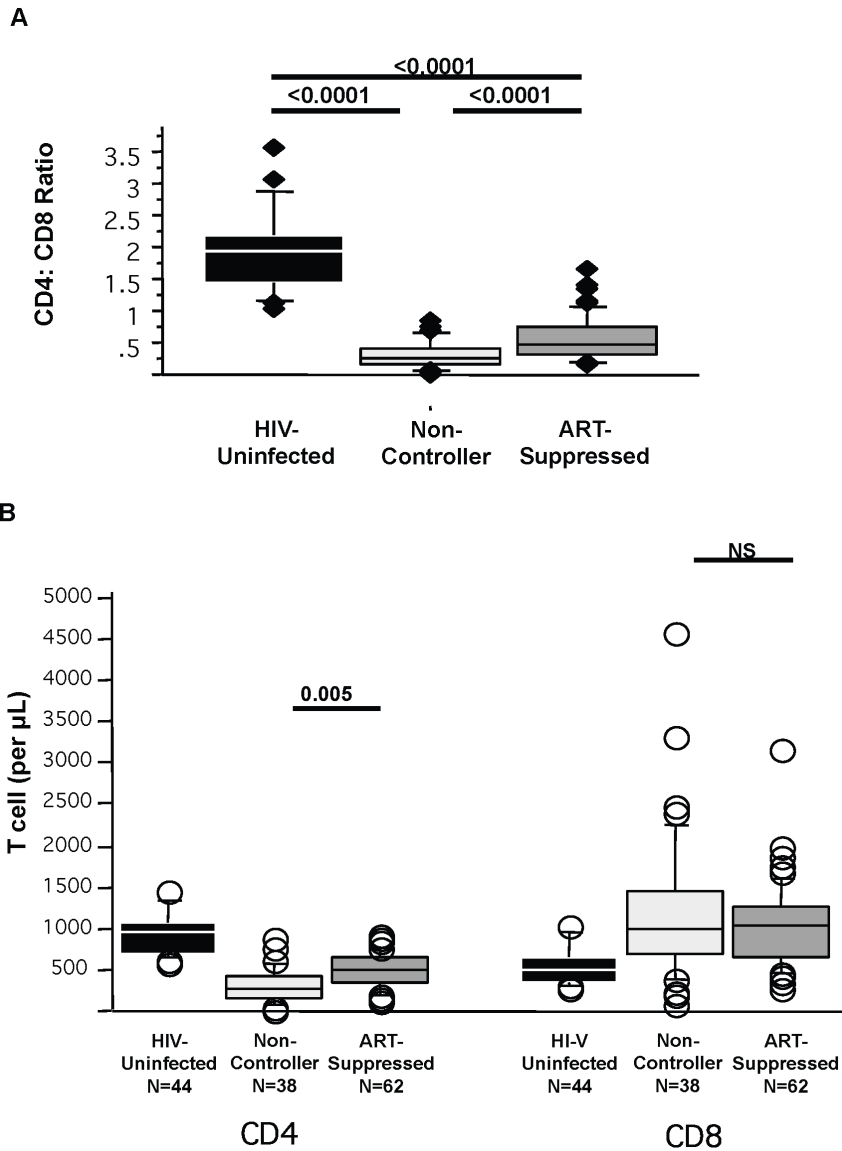 A
<0.0001
<0.0001 <0.0001
CD4: CD8 Ratio
3.5
3
2.5
2
1.5
1
.5
HIV- Non- ART-
Uninfected Controller Suppressed
B
NS
0.005
T cell (per µL)
5000
4500
4000
3500
3000
2500
2000
1500
1000
500
HIV- Non- ART- HI-V Non- ART-
Uninfected Controller Suppressed Uninfected Controller Suppressed
N=44 N=38 N=62 N=44 N=38 N=62
CD4 CD8